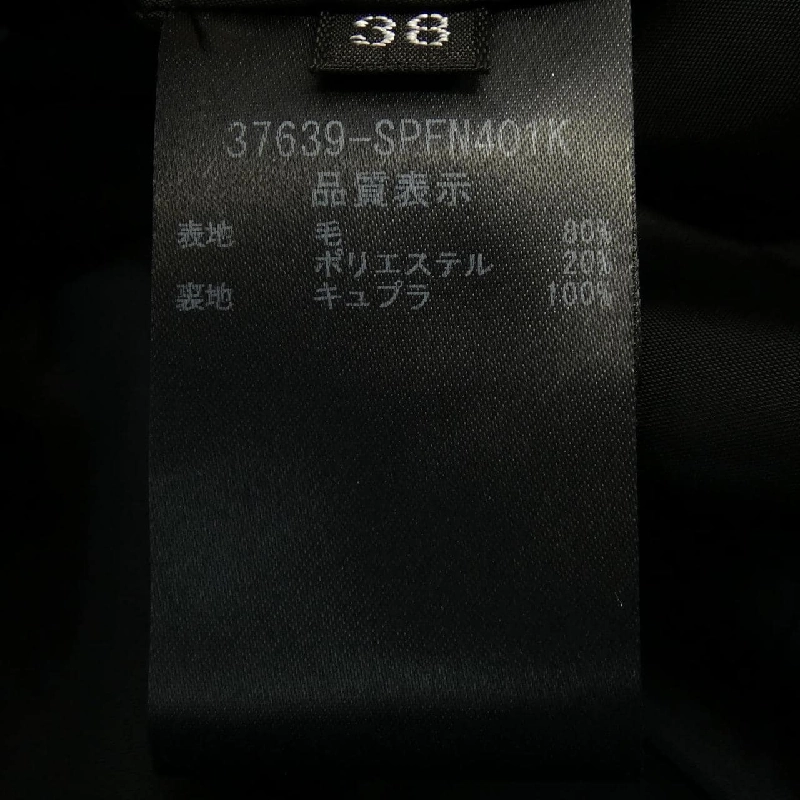 38
37639-SPFN401K
品質表示
表地 毛 80%
ポリエステル 20%
裏地 キュプラ 100%